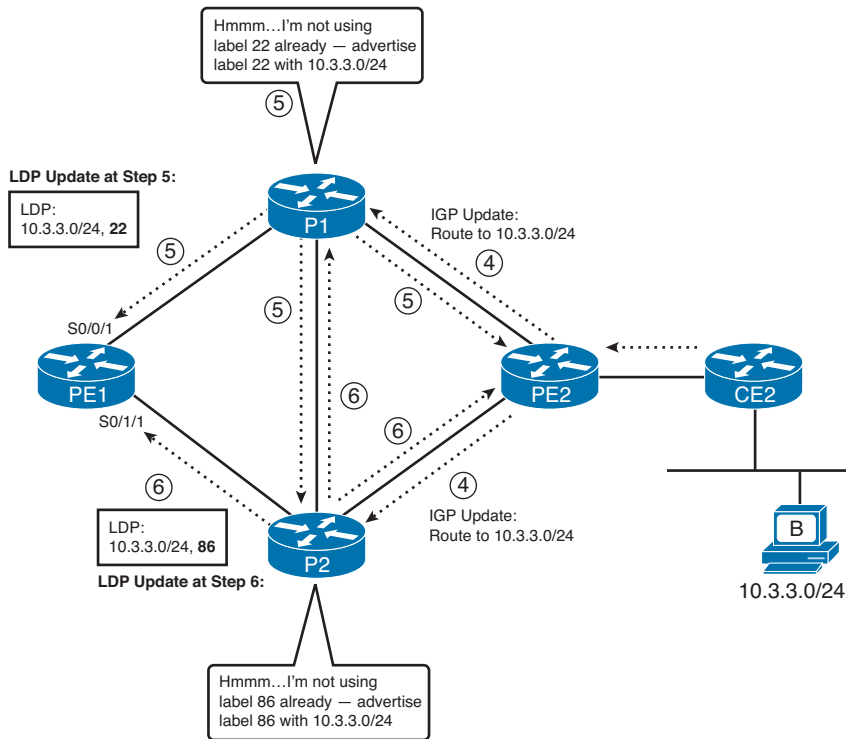 Hmmm…I'm not using
label 22 already — advertise
label 22 with 10.3.3.0/24
5
LDP Update at Step 5:
LDP:
10.3.3.0/24, 22
P1
IGP Update:
Route to 10.3.3.0/24
5
4
5
5
S0/0/1
PE1
PE2
CE2
S0/1/1
6
6
6
4
LDP:
10.3.3.0/24, 86
LDP Update at Step 6:
IGP Update:
Route to 10.3.3.0/24
P2
B
10.3.3.0/24
Hmmm…I'm not using
label 86 already — advertise
label 86 with 10.3.3.0/24